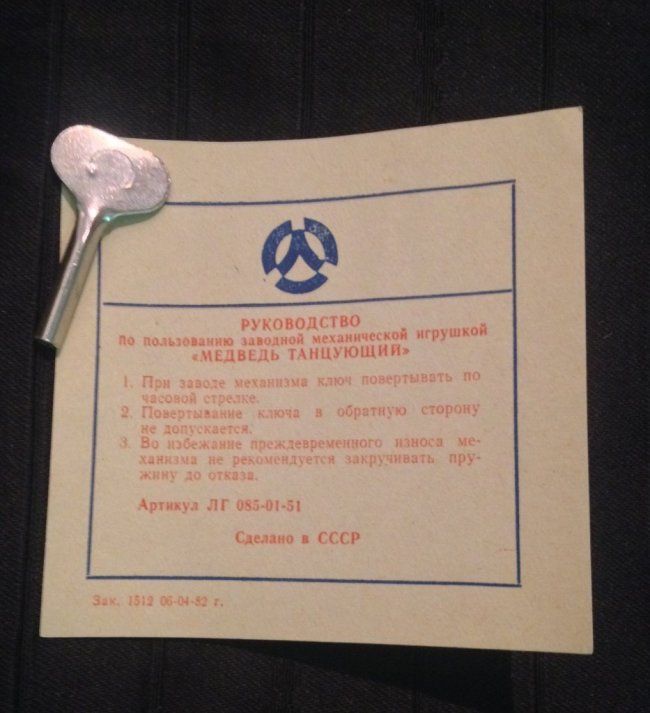 РУКОВОДСТВО
по пользованию заводной механической игрушкой
«МЕДВЕДЬ ТАНЦУЮЩИЙ»
1. При заводе механизма ключ повертывать по
часовой стрелке.
2. Повертывание ключа в обратную сторону
не допускается.
3. Во избежание преждевременного износа ме-
ханизма не рекомендуется закручивать пру-
жину до отказа.
Артикул ЛГ 085-01-51
Сделано в СССР
Зак. 1512 06-04-82 г.